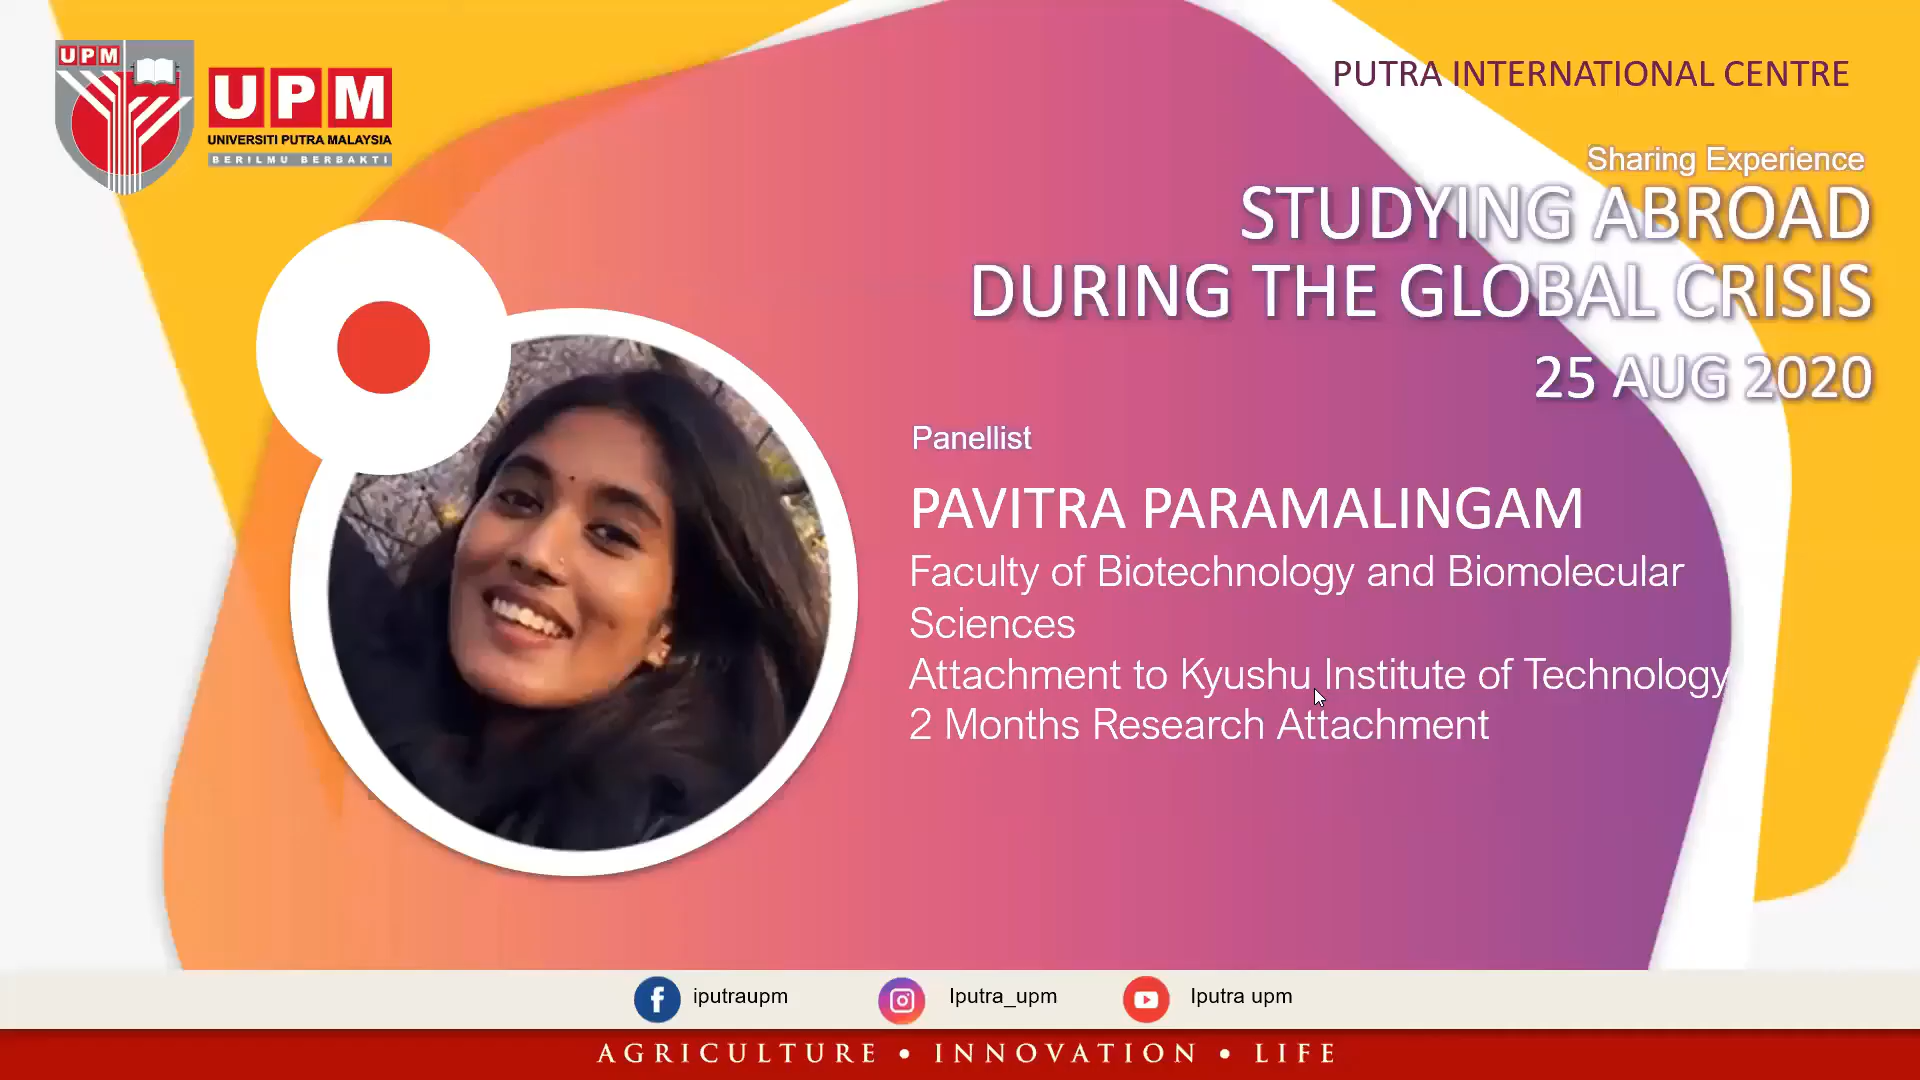 UPM
UPM
UNIVERSITI PUTRA MALAYSIA
BERILMU BERBAKTI
PUTRA INTERNATIONAL CENTRE
Sharing Experience
STUDYING ABROAD
DURING THE GLOBAL CRISIS
25 AUG 2020
Panellist
PAVITRA PARAMALINGAM
Faculty of Biotechnology and Biomolecular
Sciences
Attachment to Kyushu Institute of Technology
2 Months Research Attachment
iputraupm
Iputra_upm
Iputra upm
AGRICULTURE • INNOVATION • LIFE